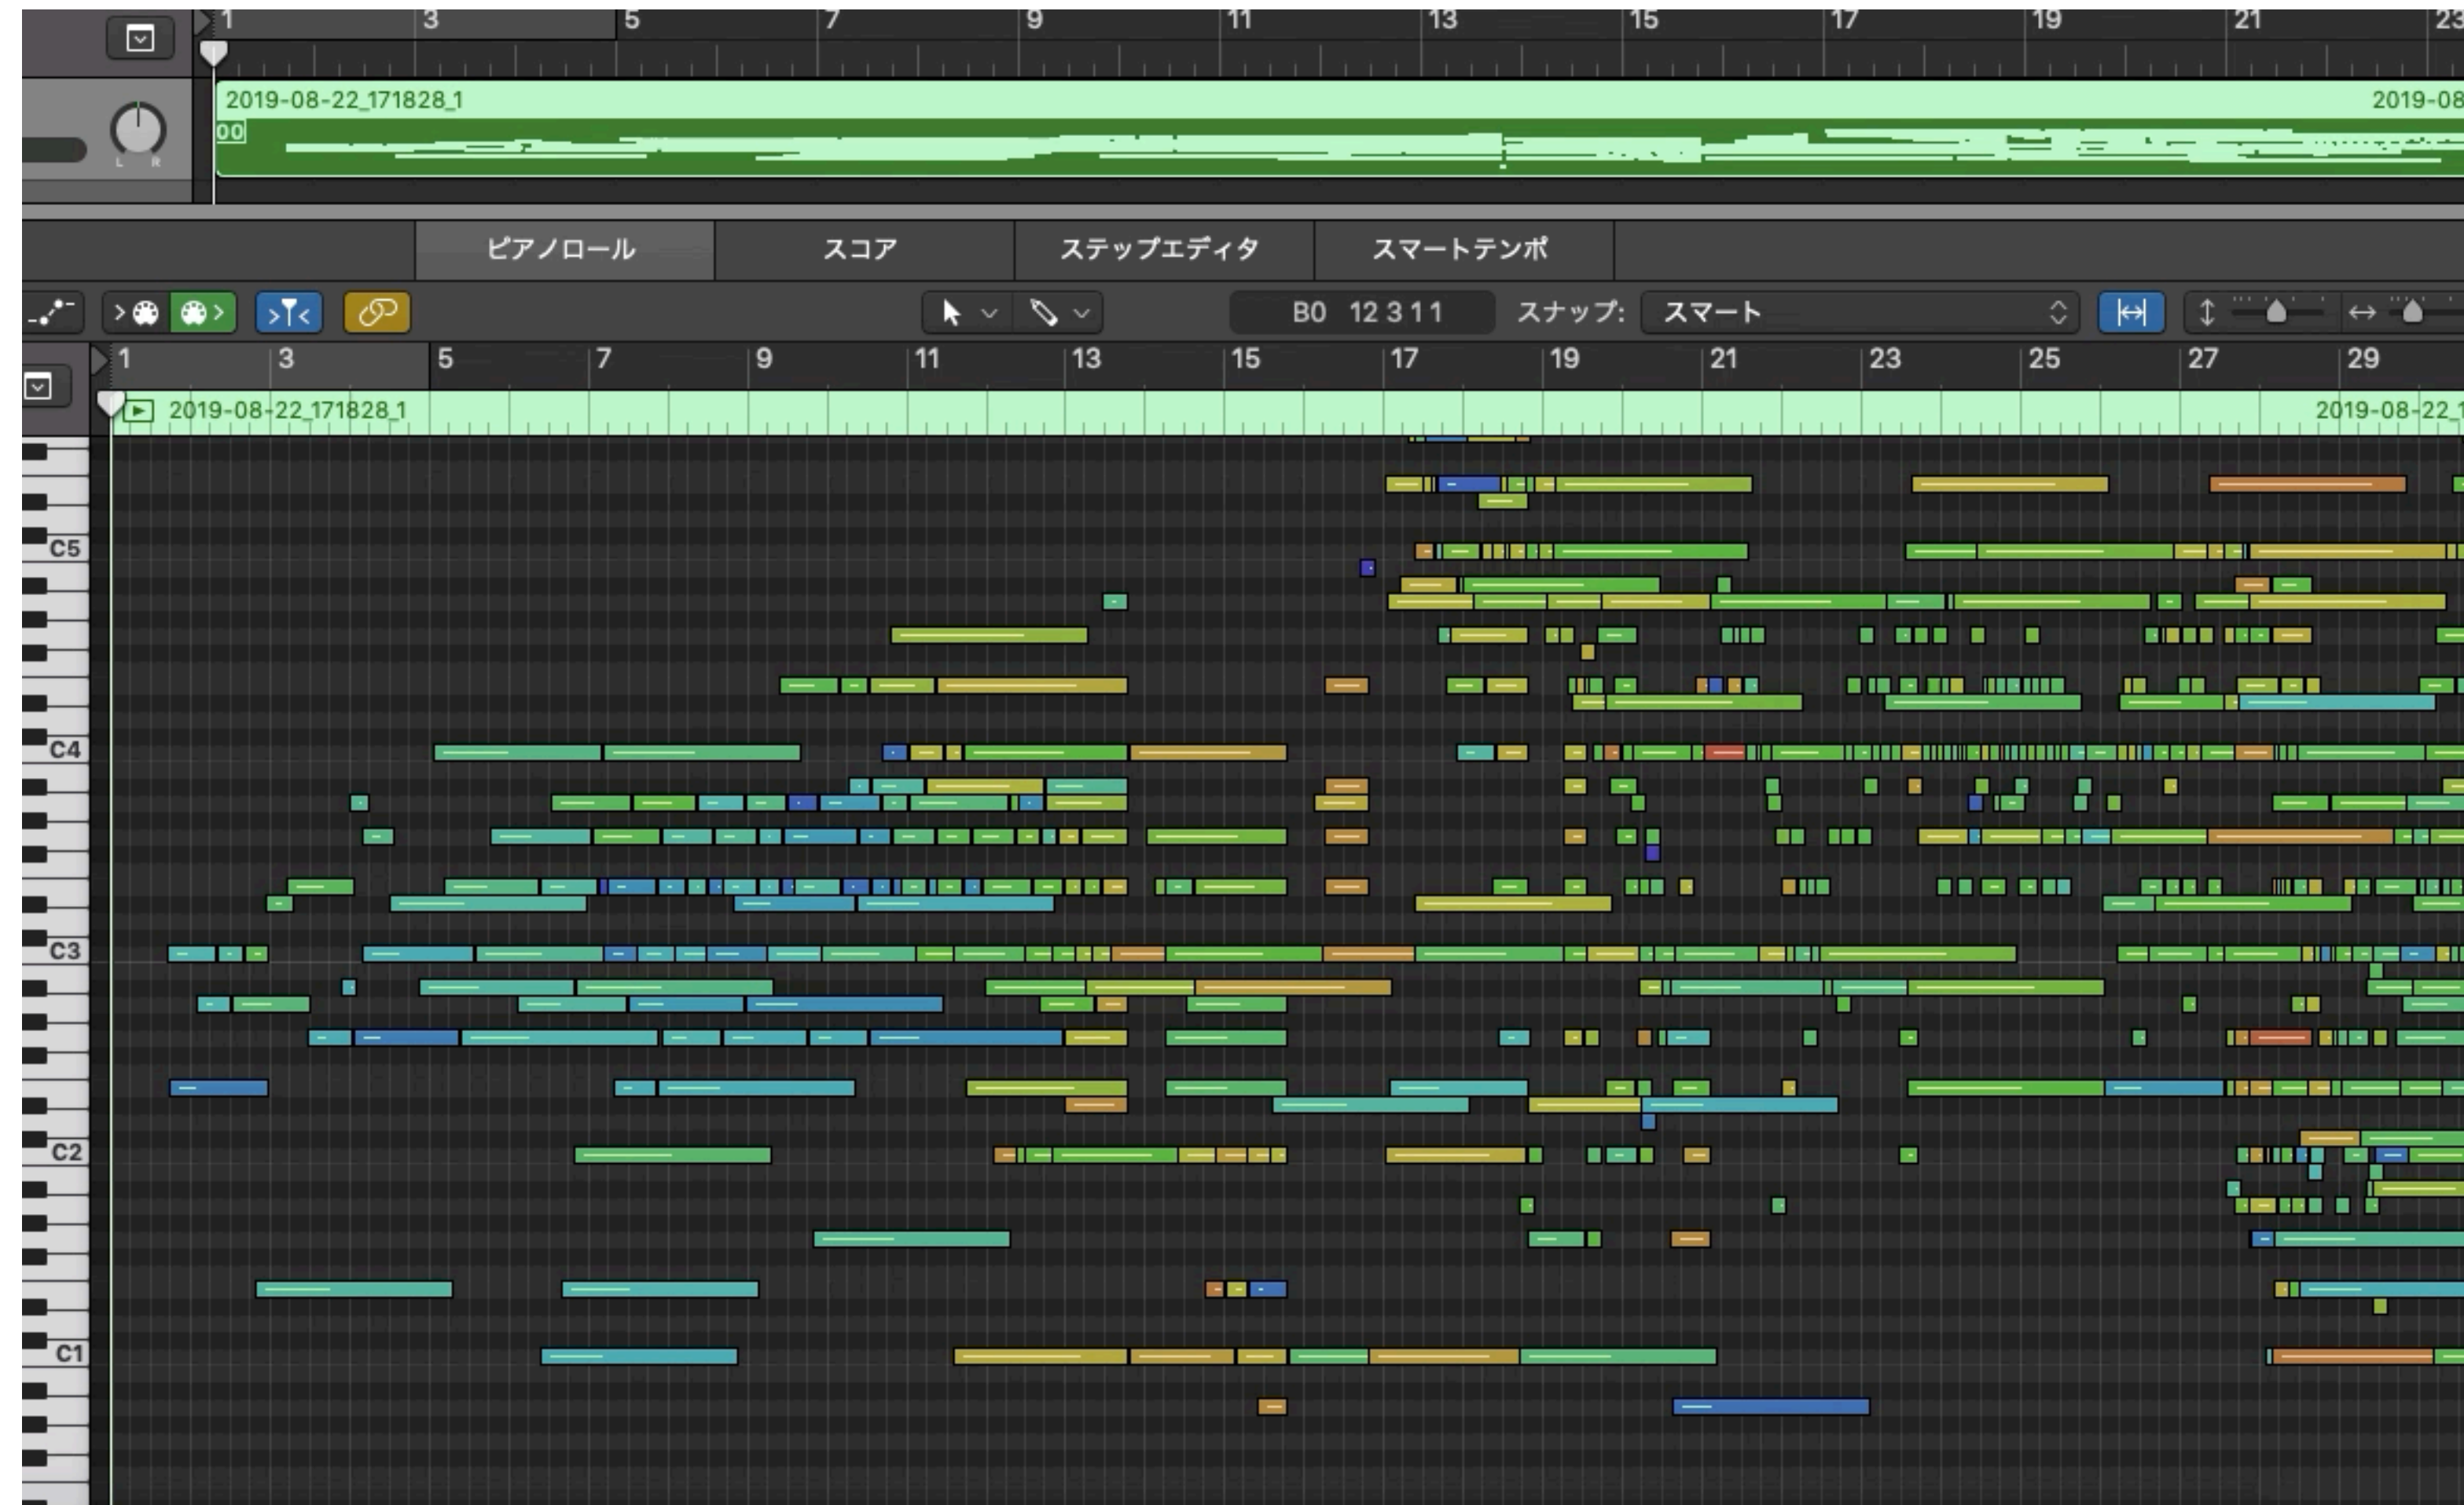 1 3 5 7 9 11 13 15 17 19 21 23
2019-08-22_171828_1 2019-08
00
L R
ピアノロール スコア ステップエディタ スマートテンポ
B0 12 3 1 1 スナップ: スマート
1 3 5 7 9 11 13 15 17 19 21 23 25 27 29
2019-08-22_171828_1 2019-08-22_1
C5
C4
C3
C2
C1